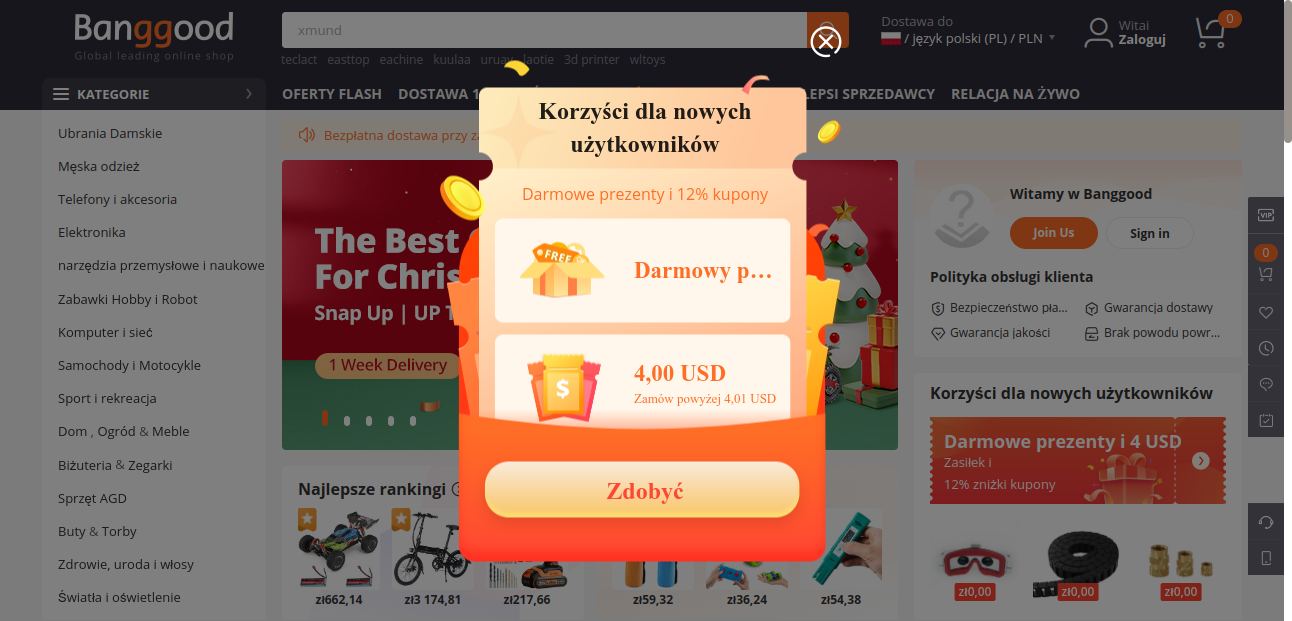 Banggood
Global leading online shop
xmund
teclact easttop eachine kuulaa uruav laotie 3d printer wltoys
Dostawa do
/ język polski (PL) / PLN
Witaj
Zaloguj
0
KATEGORIE
OFERTY FLASH
DOSTAWA
RELACJA NA ŻYWO
SPRZEDAWCY
Ubrania Damskie
Męska odzież
Telefony i akcesoria
Elektronika
narzędzia przemysłowe i naukowe
Zabawki Hobby i Robot
Komputer i sieć
Samochody i Motocykle
Sport i rekreacja
Dom , Ogród & Meble
Biżuteria & Zegarki
Sprzęt AGD
Buty & Torby
Zdrowie, uroda i włosy
Światła i oświetlenie
Bezpłatna dostawa przy
The Best
For Chris
Snap Up | UP T
1 Week Delivery
Korzyści dla nowych
użytkowników
Darmowe prezenty i 12% kupony
FREE
Darmowy p...
$
4,00 USD
Zamów powyżej 4,01 USD
Zdobyć
Witamy w Banggood
Join Us
Sign in
Polityka obsługi klienta
Bezpieczeństwo pła...
Gwarancja dostawy
Gwarancja jakości
Brak powodu powr...
Korzyści dla nowych użytkowników
Darmowe prezenty i 4 USD
Zasiłek i
12% zniżki kupony
zł0,00
zł0,00
zł0,00
VIP
0
Najlepsze rankingi
zł662,14
zł3 174,81
zł217,66
zł59,32
zł36,24
zł54,38